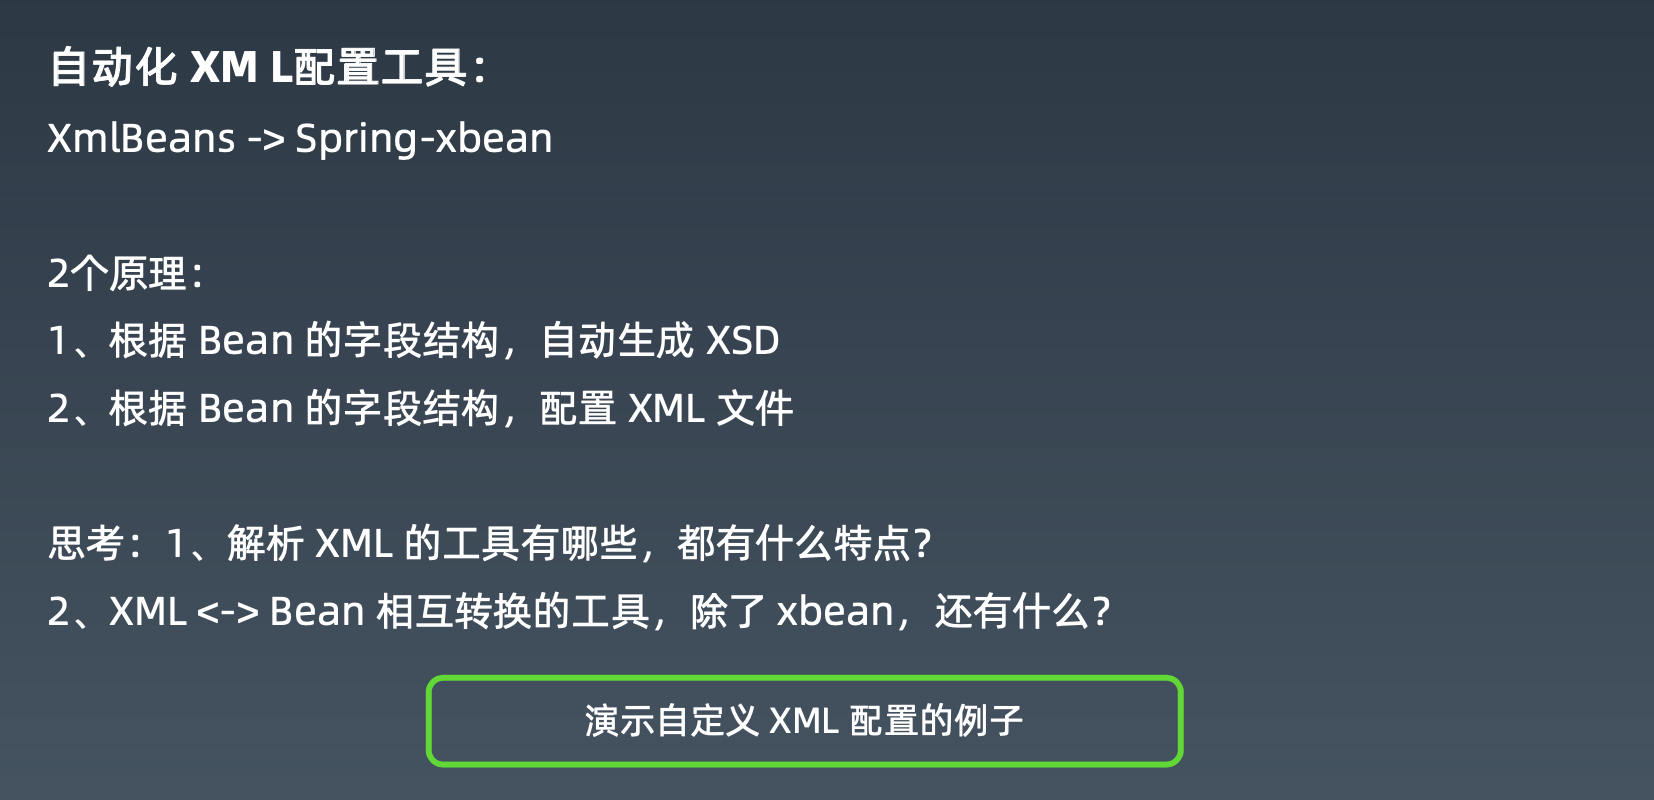 自动化 XM L配置工具：
XmlBeans -> Spring-xbean
2个原理：
1、根据 Bean 的字段结构，自动生成 XSD
2、根据 Bean 的字段结构，配置 XML 文件
思考：1、解析 XML 的工具有哪些，都有什么特点？
2、XML <-> Bean 相互转换的工具，除了 xbean，还有什么？
演示自定义 XML 配置的例子